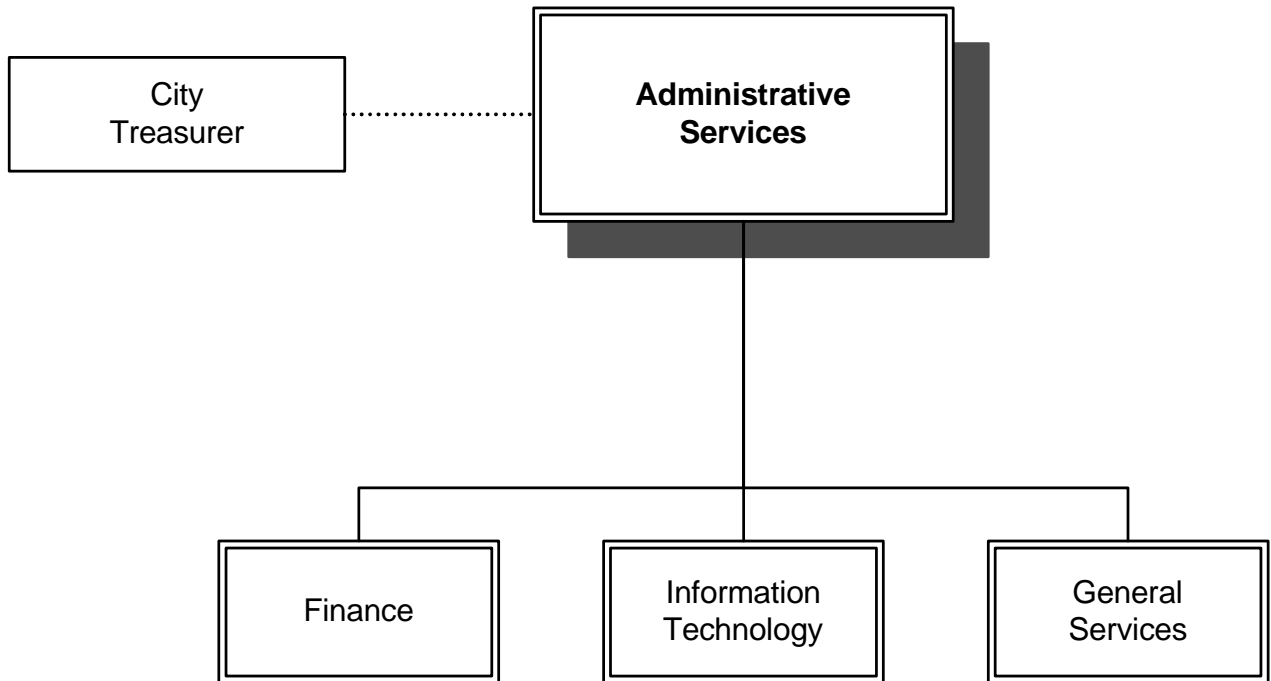 City
Treasurer
Administrative
Services
Finance
Information
Technology
General
Services